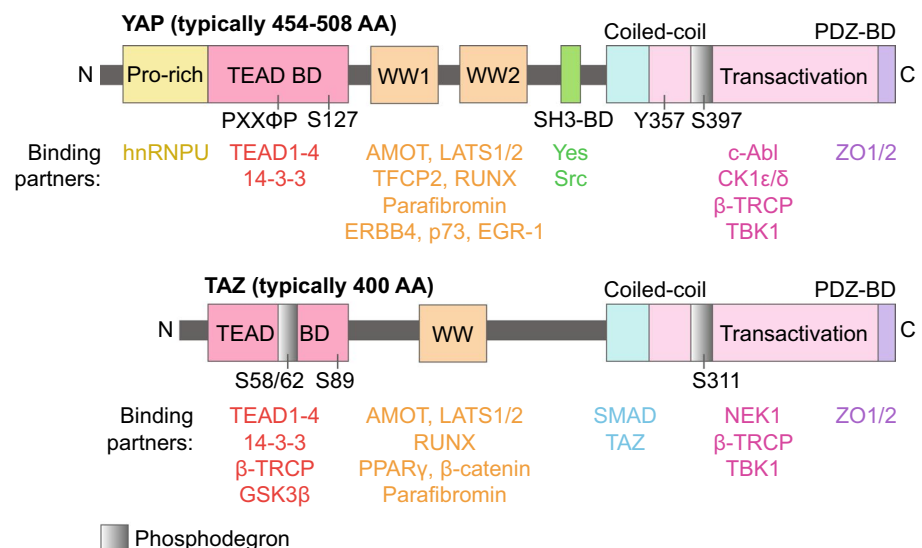 YAP (typically 454-508 AA)
Coiled-coil PDZ-BD
N Pro-rich TEAD BD WW1 WW2 Transactivation C
PXXΦP S127 SH3-BD Y357 S397
Binding partners:
hnRNPU
TEAD1-4
14-3-3
AMOT, LATS1/2
TFCP2, RUNX
Parafibromin
ERBB4, p73, EGR-1
Yes
Src
c-Abl
CK1ε/δ
β-TRCP
TBK1
ZO1/2
TAZ (typically 400 AA)
Coiled-coil PDZ-BD
N TEAD BD WW Transactivation C
S58/62 S89 S311
Binding partners:
TEAD1-4
14-3-3
β-TRCP
GSK3β
AMOT, LATS1/2
RUNX
PPARγ, β-catenin
Parafibromin
SMAD
TAZ
NEK1
β-TRCP
TBK1
ZO1/2
Phosphodegron